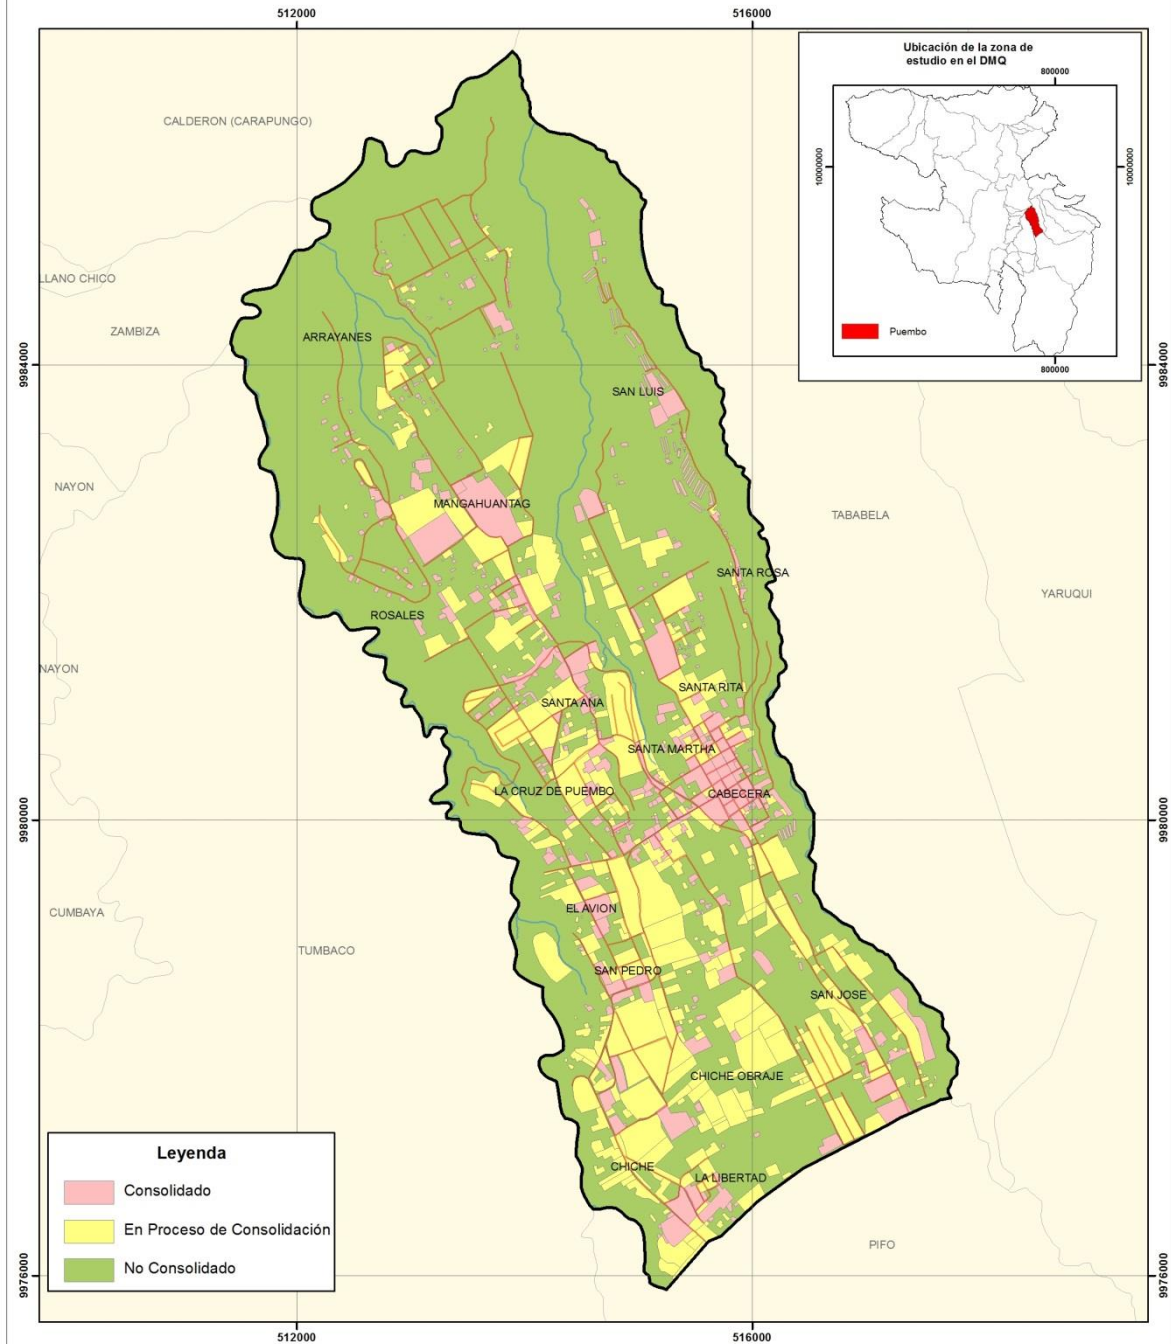 512000
516000
Ubicación de la zona de
estudio en el DMQ
800000
10000000
10000000
Puembo
800000
CALDERON (CARAPUNGO)
LLANO CHICO
ZAMBIZA
ARRAYANES
9984000
9984000
SAN LUIS
NAYON
MANGAHUANTAG
TABABELA
SANTA ROSA
YARUQUI
ROSALES
NAYON
SANTA RITA
SANTA ANA
SANTA MARTHA
LA CRUZ DE PUEMBO
CABECERA
9980000
9980000
EL AVION
CUMBAYA
TUMBACO
SAN PEDRO
SAN JOSE
CHICHE OBRAJE
CHICHE
LA LIBERTAD
PIFO
Leyenda
Consolidado
En Proceso de Consolidación
No Consolidado
9976000
9976000
512000
516000